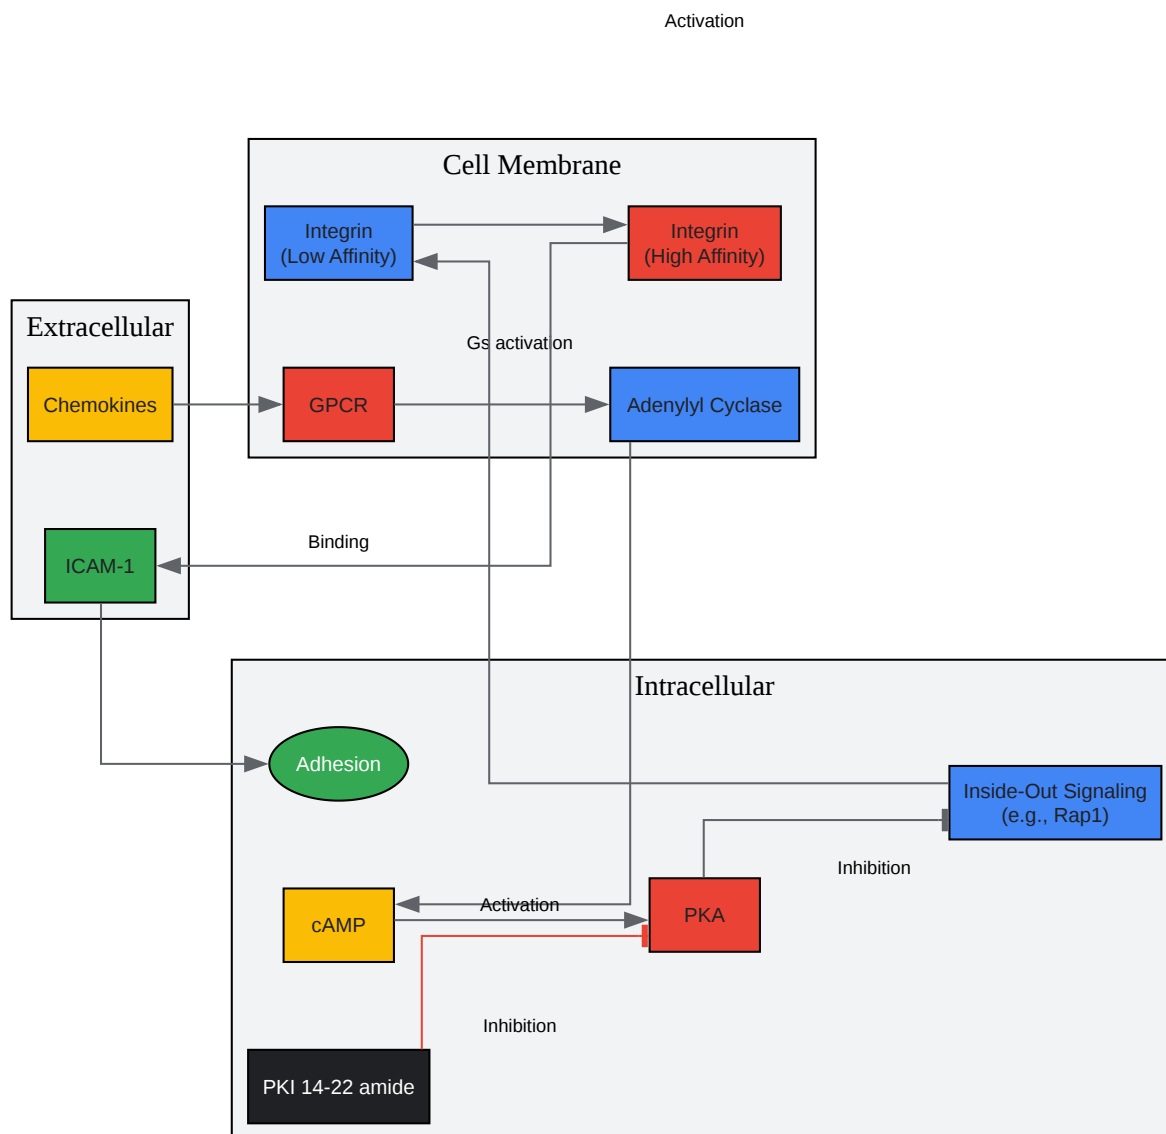 Activation
Cell Membrane
Integrin
(Low Affinity)
Integrin
(High Affinity)
Extracellular
Gs activation
Chemokines
GPCR
Adenylyl Cyclase
Binding
ICAM-1
Intracellular
Adhesion
Inside-Out Signaling
(e.g., Rap1)
Inhibition
Activation
cAMP
PKA
Inhibition
PKI 14-22 amide